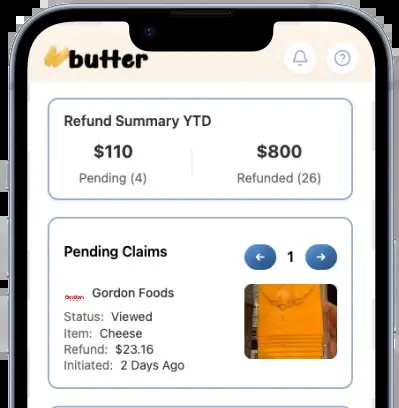 butter
Refund Summary YTD
$110 $800
Pending (4) Refunded (26)
Pending Claims 1
Gordon Gordon Foods
Status: Viewed
Item: Cheese
Refund: $23.16
Initiated: 2 Days Ago